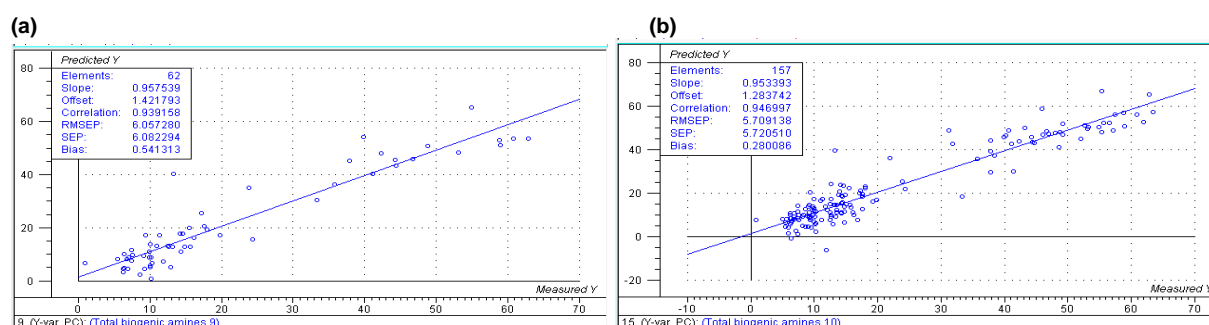 (a)
Predicted Y
Elements: 62
Slope: 0.957539
Offset: 1.421793
Correlation: 0.939158
RMSEP: 6.057280
SEP: 6.082294
Bias: 0.541313
80
60
40
20
0
Measured Y
0 10 20 30 40 50 60 70
9, (Y-var, PC): (Total biogenic amines 9)
(b)
Predicted Y
Elements: 157
Slope: 0.953393
Offset: 1.283742
Correlation: 0.946997
RMSEP: 5.709138
SEP: 5.720510
Bias: 0.280086
80
60
40
20
0
-20
Measured Y
-10 0 10 20 30 40 50 60 70
15, (Y-var, PC): (Total biogenic amines 10)